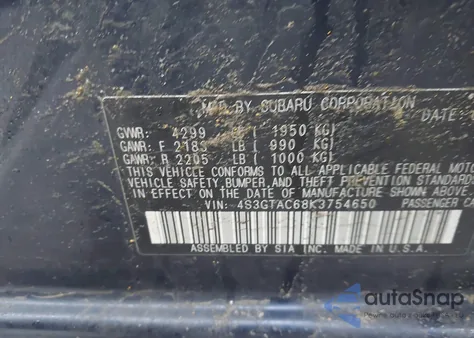 MFD BY SUBARU CORPORATION
DATE:
GVWR: 4299 LB ( 1950 KG)
GAWR: F 2183 LB ( 990 KG)
GAWR: R 2205 LB ( 1000 KG)
THIS VEHICLE CONFORMS TO ALL APPLICABLE FEDERAL MOTOR
VEHICLE SAFETY, BUMPER, AND THEFT PREVENTION STANDARDS
IN EFFECT ON THE DATE OF MANUFACTURE SHOWN ABOVE.
VIN: 4S3GTAC68K3754650 PASSENGER CA
ASSEMBLED BY SIA INC. MADE IN U.S.A.
autoSnap